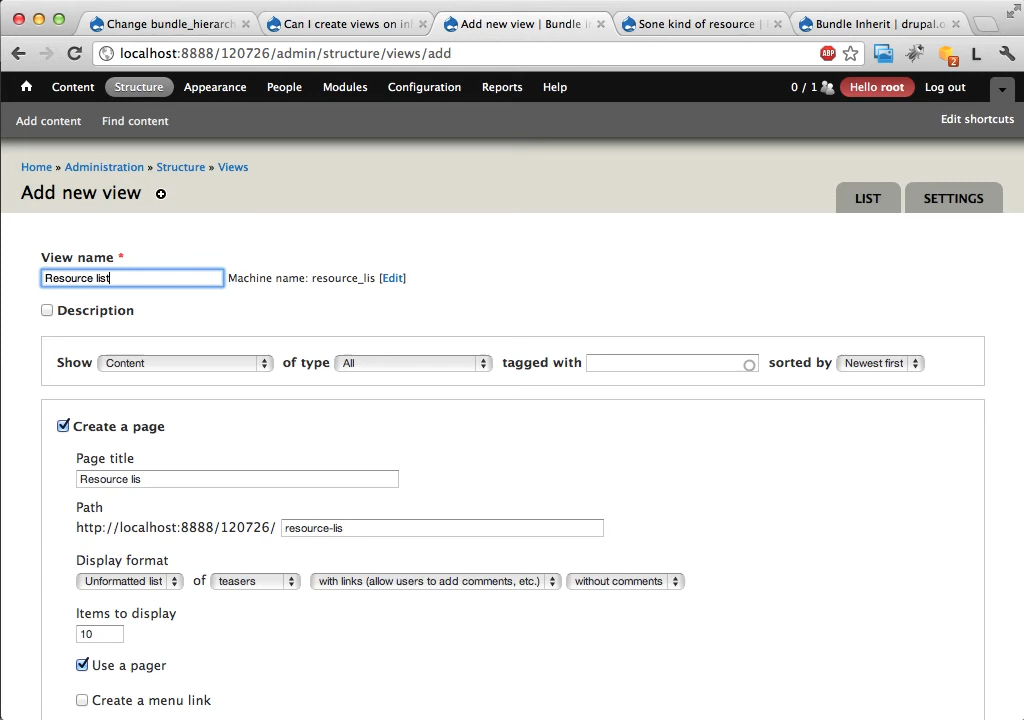 Change bundle_hierarch
Can I create views on inl
Add new view | Bundle in
Sone kind of resource |
Bundle Inherit | drupal.o
localhost:8888/120726/admin/structure/views/add
ABP
2
L
Content Structure Appearance People Modules Configuration Reports Help
0 / 1 Hello root Log out
Add content Find content
Edit shortcuts
Home » Administration » Structure » Views
Add new view
LIST SETTINGS
View name *
Resource list Machine name: resource_lis [Edit]
Description
Show Content of type All tagged with sorted by Newest first
Create a page
Page title
Resource lis
Path
http://localhost:8888/120726/ resource-lis
Display format
Unformatted list of teasers with links (allow users to add comments, etc.) without comments
Items to display
10
Use a pager
Create a menu link